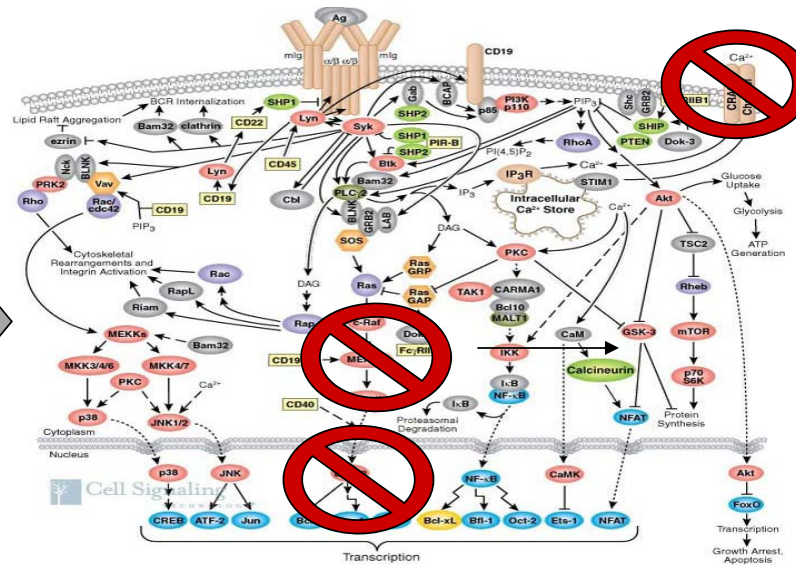 Ag
mIg
mIg
α/β α/β
CD19
Ca²⁺
BCR Internalization
Lipid Raft Aggregation
SHP1
Lyn
Gab
BCAP
p85
PI3K
p110
PIP₃
Shc
GRB2
RIIB1
Bam32
clathrin
CD22
SHP2
SHIP
ezrin
Syk
SHP1
SHP2
PIR-B
RhoA
PTEN
Dok-3
Nck
BLNK
Lyn
CD45
Btk
PI(4,5)P₂
PRK2
Vav
CD19
Cbl
Bam32
PLCγ2
IP₃
IP3R
Ca²⁺
STIM1
Rho
Rac/
cdc42
CD19
PIP₃
BLNK
GRB2
LAB
Intracellular
Ca²⁺ Store
Ca²⁺
Akt
Glucose
Uptake
Glycolysis
ATP
Generation
SOS
DAG
PKC
TSC2
Cytoskeletal
Rearrangements and
Integrin Activation
Rac
RapL
Riam
DAG
Ras
Ras
GRP
Ras
GAP
TAK1
CARMA1
Bcl10
MALT1
Rheb
Rap
c-Raf
CaM
GSK-3
mTOR
MEKKs
Bam32
CD19
IKK
Calcineurin
p70
S6K
MKK3/4/6
MKK4/7
PKC
Ca²⁺
IκB
NF-κB
CD40
IκB
NFAT
Protein
Synthesis
p38
JNK1/2
Proteasomal
Degradation
Cytoplasm
Nucleus
Cell Signaling
p38
JNK
NF-κB
CaMK
Akt
CREB
ATF-2
Jun
Bcl-xL
Bfl-1
Oct-2
Ets-1
NFAT
FoxO
Transcription
Transcription
Growth Arrest,
Apoptosis